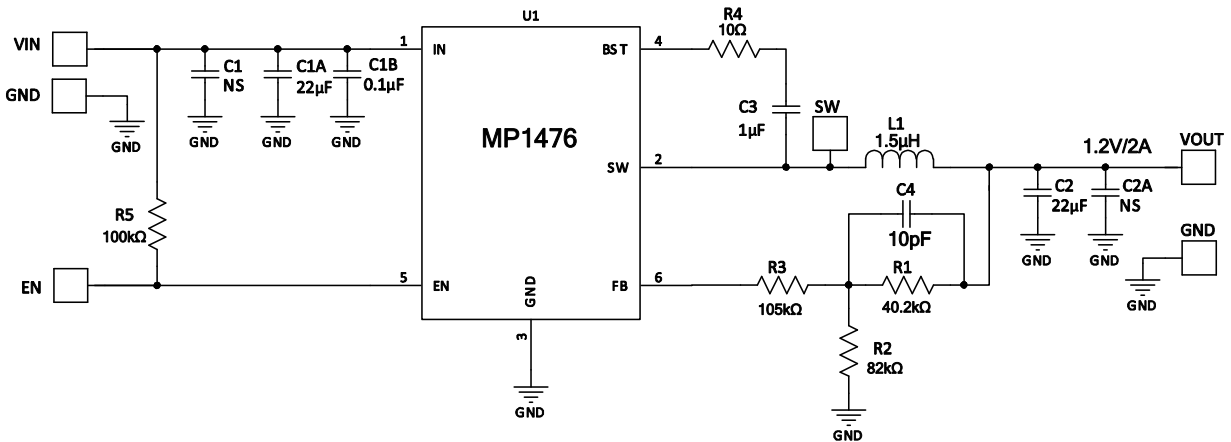 U1
R4
10Ω
VIN
1
IN
BST
4
C1
NS
C1A
22µF
C1B
0.1µF
GND
GND
GND
GND
GND
C3
1µF
SW
MP1476
L1
1.5µH
1.2V/2A
VOUT
SW
2
C4
10pF
C2
22µF
C2A
NS
R5
100kΩ
GND
GND
GND
EN
5
EN
GND
FB
6
R3
105kΩ
R1
40.2kΩ
GND
3
R2
82kΩ
GND
GND